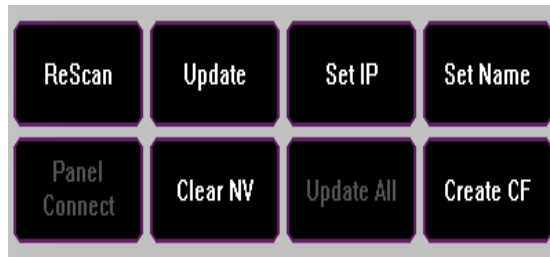 ReScan
Update
Set IP
Set Name
Panel
Connect
Clear NV
Update All
Create CF